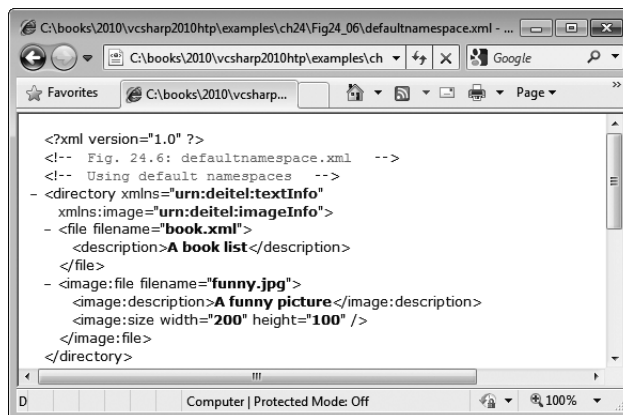 C:\books\2010\vcsharp2010htp\examples\ch24\Fig24_06\defaultnamespace.xml - ...
C:\books\2010\vcsharp2010htp\examples\ch
Google
Favorites
C:\books\2010\vcsharp...
Page
»
<?xml version="1.0" ?>
<!-- Fig. 24.6: defaultnamespace.xml -->
<!-- Using default namespaces -->
- <directory xmlns="urn:deitel:textInfo"
xmlns:image="urn:deitel:imageInfo">
- <file filename="book.xml">
<description>A book list</description>
</file>
- <image:file filename="funny.jpg">
<image:description>A funny picture</image:description>
<image:size width="200" height="100" />
</image:file>
</directory>
D
Computer | Protected Mode: Off
100%